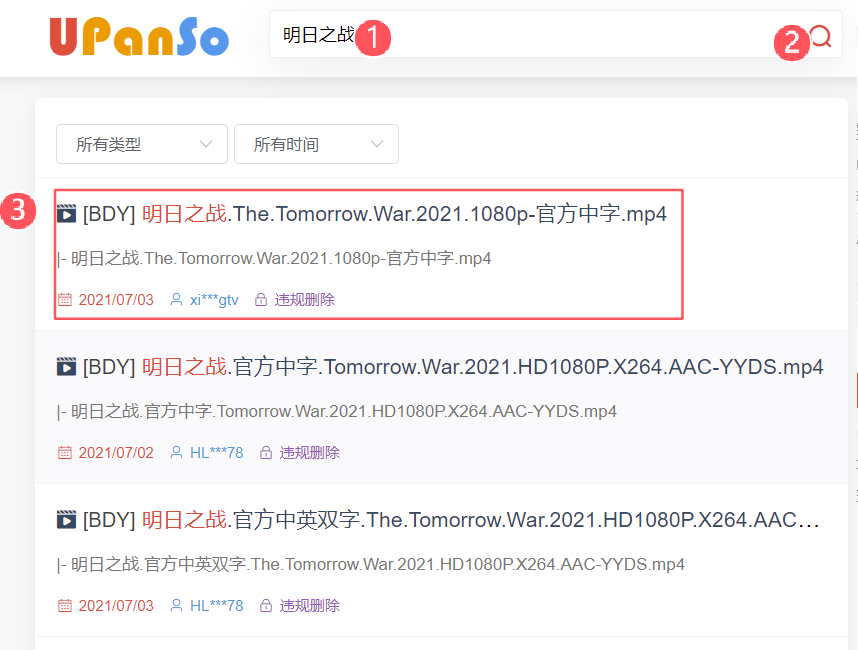 UPanSo
明日之战 1
2
所有类型 所有时间
3
[BDY] 明日之战.The.Tomorrow.War.2021.1080p-官方中字.mp4
|- 明日之战.The.Tomorrow.War.2021.1080p-官方中字.mp4
2021/07/03 xi***gtv 违规删除
[BDY] 明日之战.官方中字.Tomorrow.War.2021.HD1080P.X264.AAC-YYDS.mp4
|- 明日之战.官方中字.Tomorrow.War.2021.HD1080P.X264.AAC-YYDS.mp4
2021/07/02 HL***78 违规删除
[BDY] 明日之战.官方中英双字.The.Tomorrow.War.2021.HD1080P.X264.AAC...
|- 明日之战.官方中英双字.The.Tomorrow.War.2021.HD1080P.X264.AAC-YYDS.mp4
2021/07/03 HL***78 违规删除